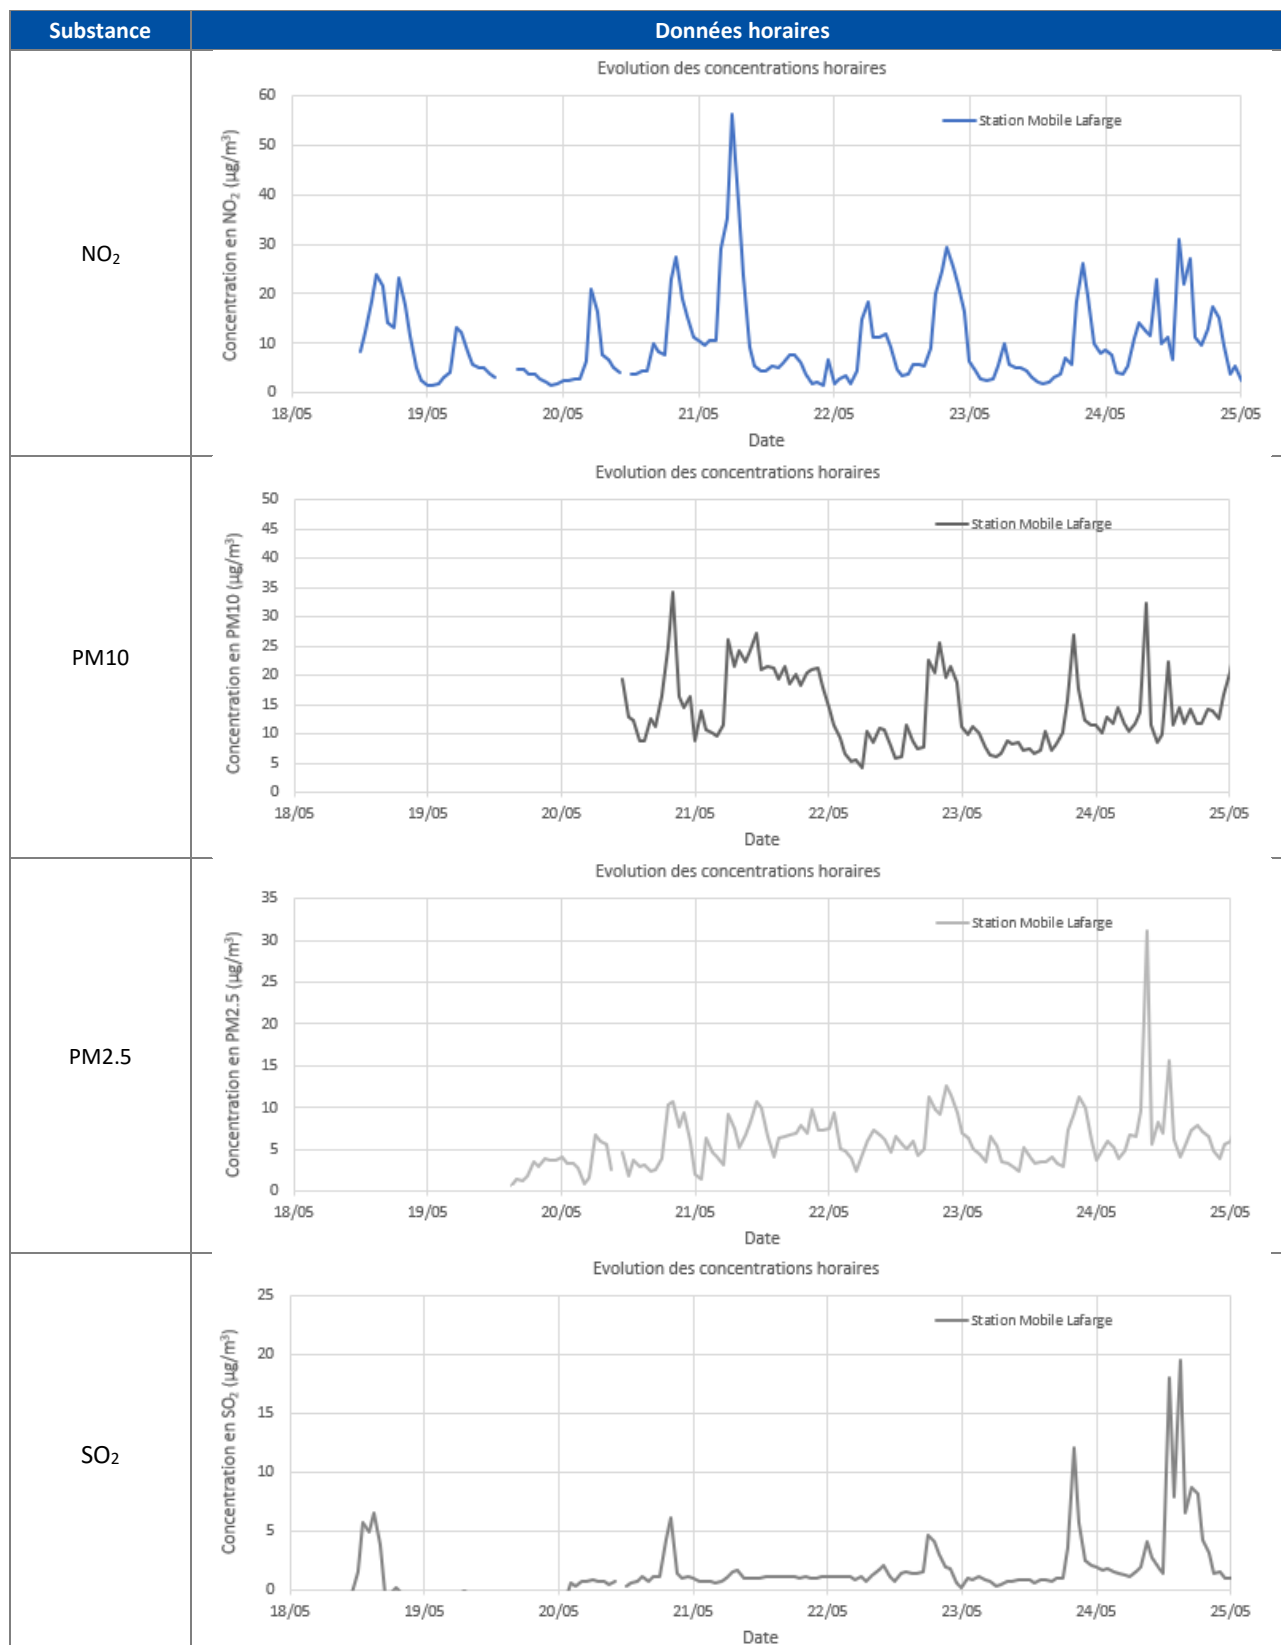 Substance Données horaires
NO₂
Evolution des concentrations horaires
Station Mobile Lafarge
Concentration en NO₂ (µg/m³)
60
50
40
30
20
10
0
18/05 19/05 20/05 21/05 22/05 23/05 24/05 25/05
Date
PM10
Evolution des concentrations horaires
Station Mobile Lafarge
Concentration en PM10 (µg/m³)
50
45
40
35
30
25
20
15
10
5
0
18/05 19/05 20/05 21/05 22/05 23/05 24/05 25/05
Date
PM2.5
Evolution des concentrations horaires
Station Mobile Lafarge
Concentration en PM2.5 (µg/m³)
35
30
25
20
15
10
5
0
18/05 19/05 20/05 21/05 22/05 23/05 24/05 25/05
Date
SO₂
Evolution des concentrations horaires
Station Mobile Lafarge
Concentration en SO₂ (µg/m³)
25
20
15
10
5
0
18/05 19/05 20/05 21/05 22/05 23/05 24/05 25/05
Date